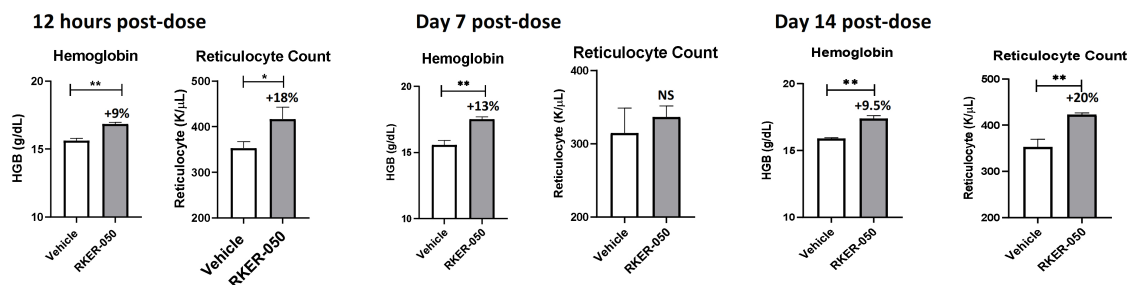 12 hours post-dose
Hemoglobin
HGB (g/dL)
20
15
10
**
+9%
Vehicle
RKER-050
Reticulocyte Count
Reticulocyte (K/µL)
500
400
300
200
*
+18%
Vehicle
RKER-050
Day 7 post-dose
Hemoglobin
HGB (g/dL)
20
15
10
**
+13%
Vehicle
RKER-050
Reticulocyte Count
Reticulocyte (K/µL)
400
300
200
NS
Vehicle
RKER-050
Day 14 post-dose
Hemoglobin
HGB (g/dL)
20
15
10
**
+9.5%
Vehicle
RKER-050
Reticulocyte Count
Reticulocyte (K/µL)
500
400
300
200
**
+20%
Vehicle
RKER-050